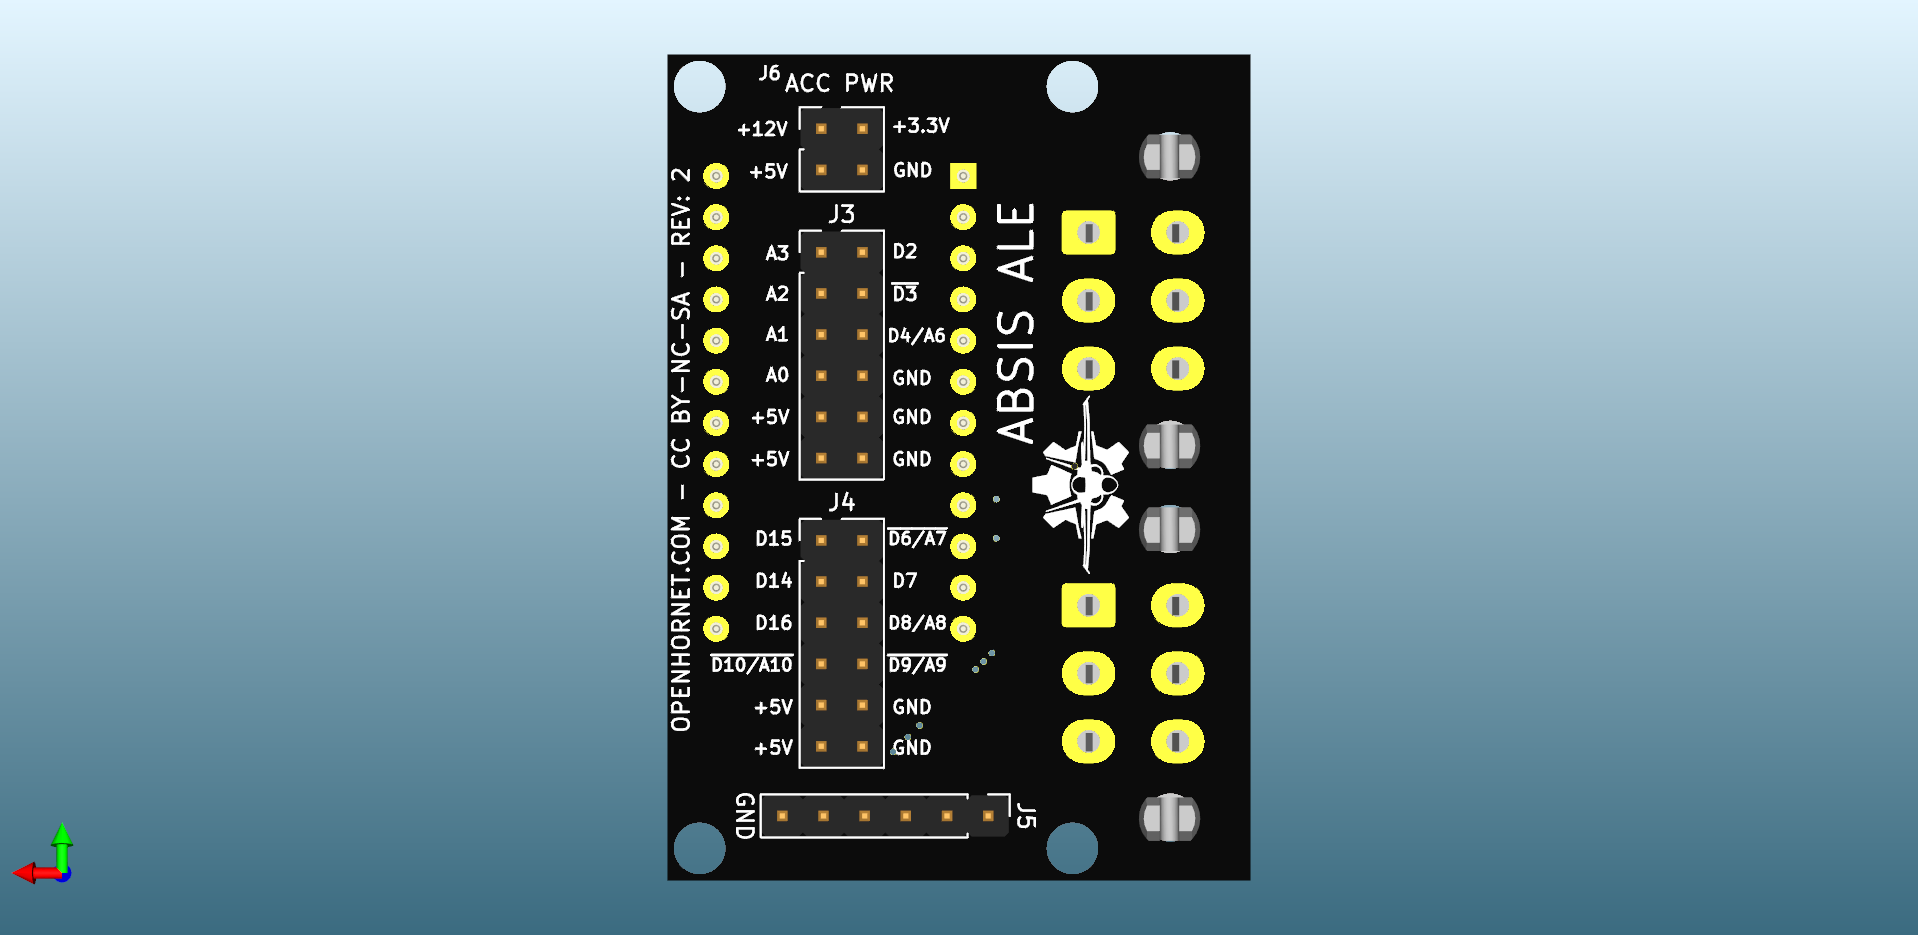 J6 ACC PWR
+12V +3.3V
+5V GND
J3
A3 D2
A2 D3
A1 D4/A6
A0 GND
+5V GND
+5V GND
J4
D15 D6/A7
D14 D7
D16 D8/A8
D10/A10 D9/A9
+5V GND
+5V GND
GND J5
OPENHORNET.COM - CC BY-NC-SA - REV: 2
ABSIS ALE